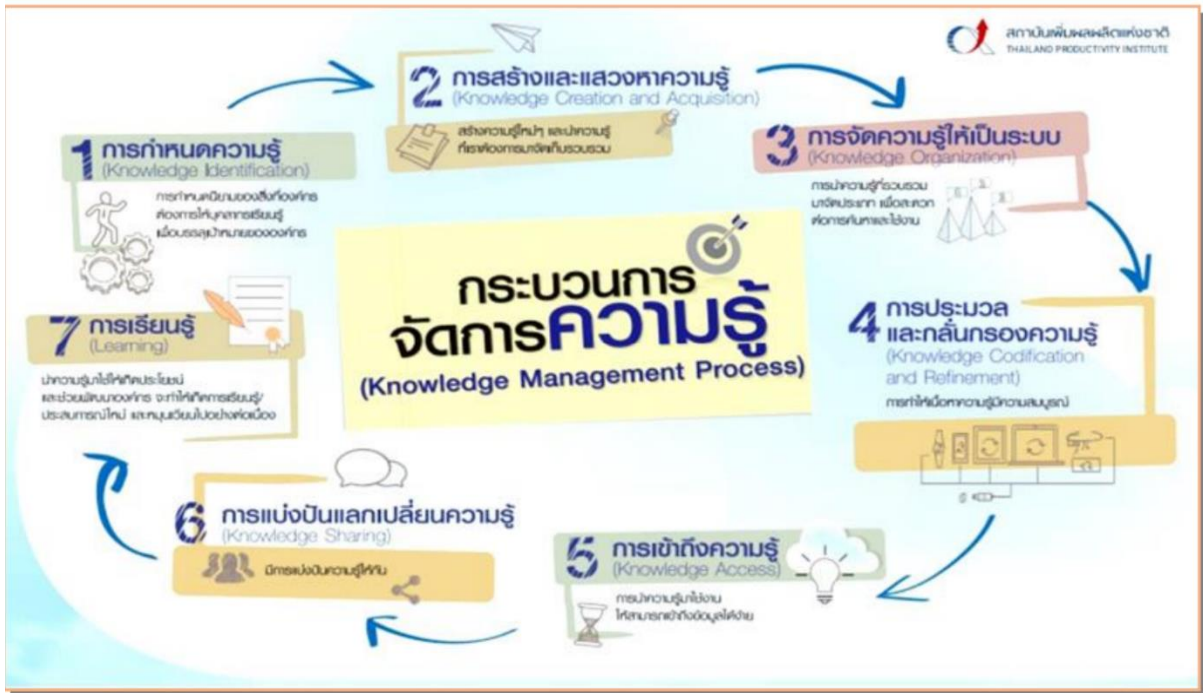 สถาบันเพิ่มผลผลิตแห่งชาติ
THAILAND PRODUCTIVITY INSTITUTE
กระบวนการ
จัดการความรู้
(Knowledge Management Process)
1 การกำหนดความรู้
(Knowledge Identification)
การกำหนดนิยามของสิ่งที่องค์กร
ต้องการให้บุคลากรเรียนรู้
เพื่อบรรลุเป้าหมายขององค์กร
2 การสร้างและแสวงหาความรู้
(Knowledge Creation and Acquisition)
สร้างความรู้ใหม่ๆ และนำความรู้
ที่เราต้องการมาจัดเก็บรวบรวม
3 การจัดความรู้ให้เป็นระบบ
(Knowledge Organization)
การนำความรู้ที่รวบรวม
มาจัดประเภท เพื่อสะดวก
ต่อการค้นหาและใช้งาน
4 การประมวล
และกลั่นกรองความรู้
(Knowledge Codification
and Refinement)
การทำให้เนื้อหาความรู้มีความสมบูรณ์
5 การเข้าถึงความรู้
(Knowledge Access)
การนำความรู้มาใช้งาน
ให้สามารถเข้าถึงข้อมูลได้ง่าย
6 การแบ่งปันแลกเปลี่ยนความรู้
(Knowledge Sharing)
มีการแบ่งปันความรู้ให้กัน
7 การเรียนรู้
(Learning)
นำความรู้มาใช้ให้เกิดประโยชน์
และช่วยพัฒนาองค์กร จะทำให้เกิดการเรียนรู้/
ประสบการณ์ใหม่ และหมุนเวียนไปอย่างต่อเนื่อง